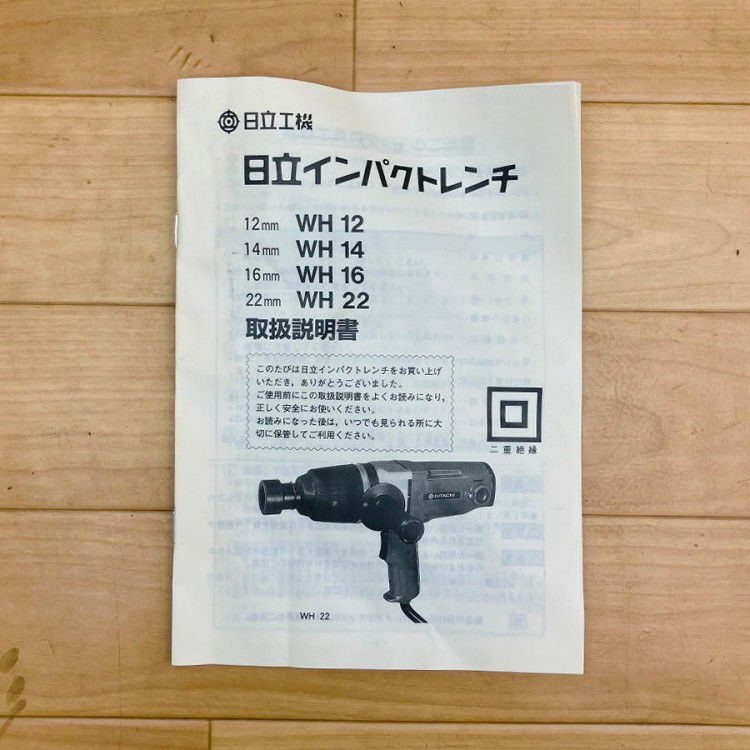 日立工機
日立インパクトレンチ
12mm WH 12
14mm WH 14
16mm WH 16
22mm WH 22
取扱説明書
このたびは日立インパクトレンチをお買い上げ
いただき,ありがとうございました。
ご使用前にこの取扱説明書をよくお読みになり,
正しく安全にお使いください。
お読みになった後は,いつでも見られる所に大
切に保管してご利用ください。
二重絶縁
HITACHI
WH 22